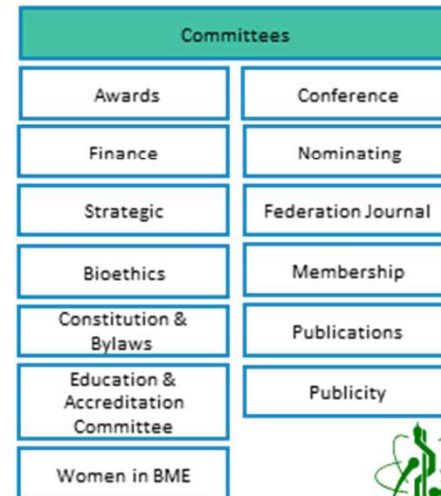 Committees
Awards
Conference
Finance
Nominating
Strategic
Federation Journal
Bioethics
Membership
Constitution &
Bylaws
Publications
Education &
Accreditation
Committee
Publicity
Women in BME